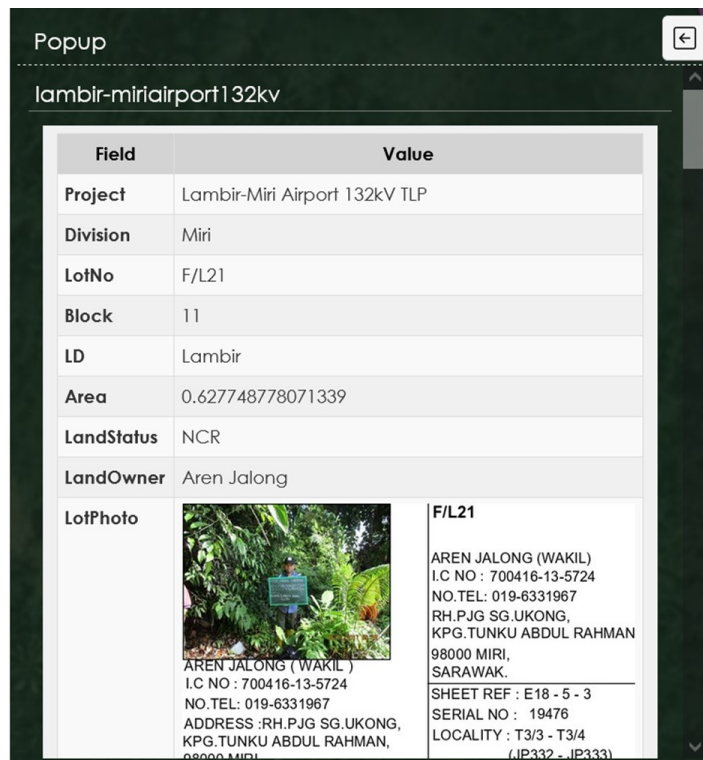 Popup
lambir-miriairport132kv
Field Value
Project Lambir-Miri Airport 132kV TLP
Division Miri
LotNo F/L21
Block 11
LD Lambir
Area 0.627748778071339
LandStatus NCR
LandOwner Aren Jalong
LotPhoto
AREN JALONG ( WAKIL )
I.C NO : 700416-13-5724
NO.TEL: 019-6331967
ADDRESS :RH.PJG SG.UKONG,
KPG.TUNKU ABDUL RAHMAN,
98000 MIRI
F/L21
AREN JALONG (WAKIL)
I.C NO : 700416-13-5724
NO.TEL: 019-6331967
RH.PJG SG.UKONG,
KPG.TUNKU ABDUL RAHMAN
98000 MIRI,
SARAWAK.
SHEET REF : E18 - 5 - 3
SERIAL NO : 19476
LOCALITY : T3/3 - T3/4
(JP332 - JP333)